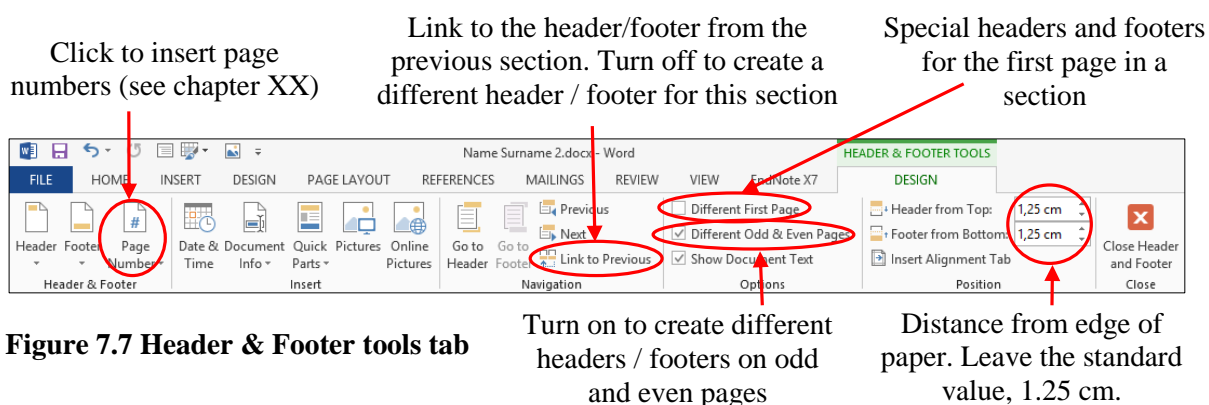 Click to insert page
numbers (see chapter XX)
Link to the header/footer from the
previous section. Turn off to create a
different header / footer for this section
Special headers and footers
for the first page in a
section
Name Surname 2.docx - Word
HEADER & FOOTER TOOLS
FILE HOME INSERT DESIGN PAGE LAYOUT REFERENCES MAILINGS REVIEW VIEW EndNote X7 DESIGN
Header
Footer
Page
Number
Header & Footer
Date &
Time
Document
Info
Quick
Parts
Pictures
Online
Pictures
Insert
Go to
Header
Go to
Footer
Previous
Next
Link to Previous
Navigation
Different First Page
Different Odd & Even Pages
Show Document Text
Options
Header from Top: 1,25 cm
Footer from Bottom: 1,25 cm
Insert Alignment Tab
Position
Close Header
and Footer
Close
Figure 7.7 Header & Footer tools tab
Turn on to create different
headers / footers on odd
and even pages
Distance from edge of
paper. Leave the standard
value, 1.25 cm.